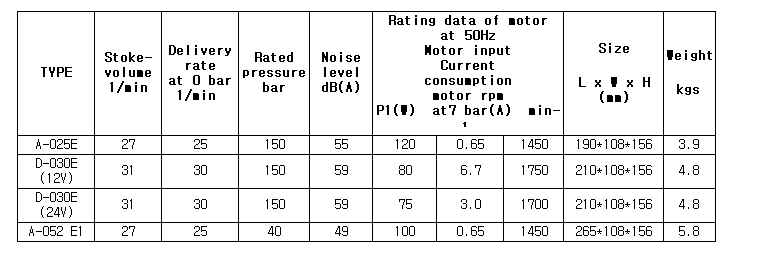 TYPE
Stoke-
volume
1/min
Delivery
rate
at 0 bar
1/min
Rated
pressure
bar
Noise
level
dB(A)
Rating data of motor
at 50Hz
Motor input
Current
consumption
motor rpm
P1(W) at7 bar(A) min-
1
Size
L x W x H
(mm)
Weight
kgs
A-025E 27 25 150 55 120 0.65 1450 190*108*156 3.9
D-030E
(12V) 31 30 150 59 80 6.7 1750 210*108*156 4.8
D-030E
(24V) 31 30 150 59 75 3.0 1700 210*108*156 4.8
A-052 E1 27 25 40 49 100 0.65 1450 265*108*156 5.8